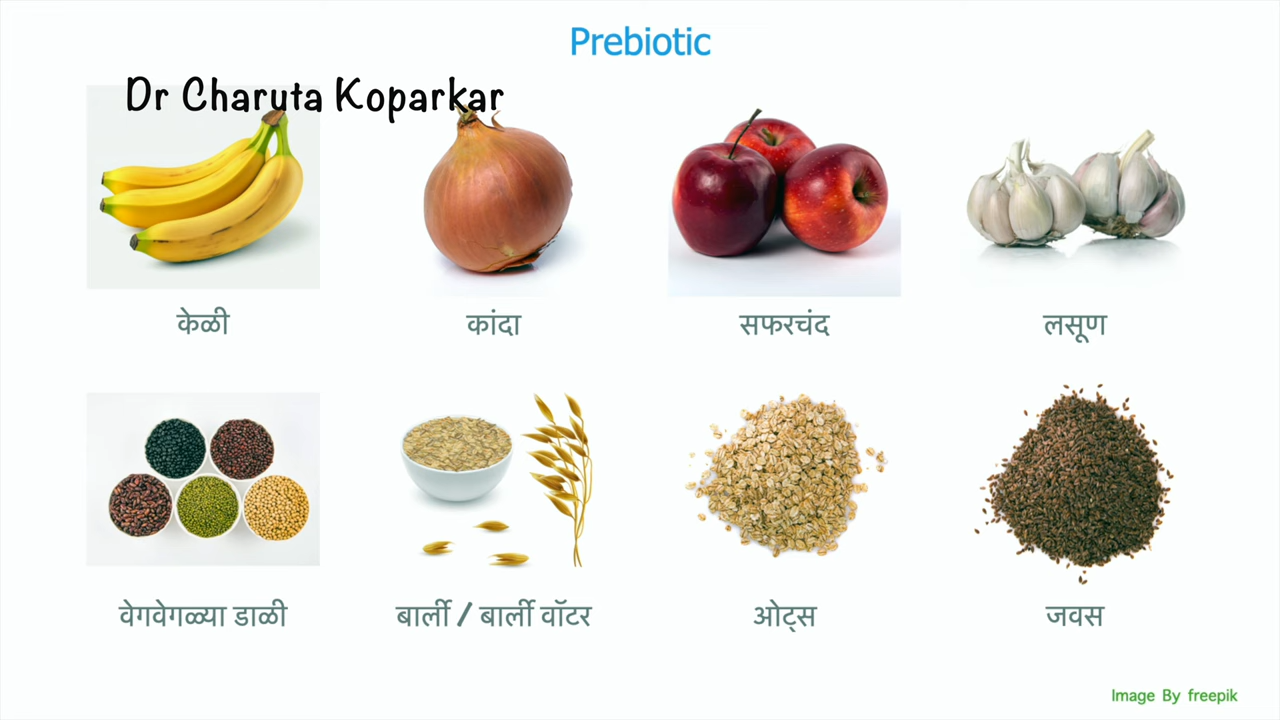 Prebiotic
Dr Charuta Koparkar
केळी
कांदा
सफरचंद
लसूण
वेगवेगळ्या डाळी
बार्ली / बार्ली वॉटर
ओट्स
जवस
Image By freepik